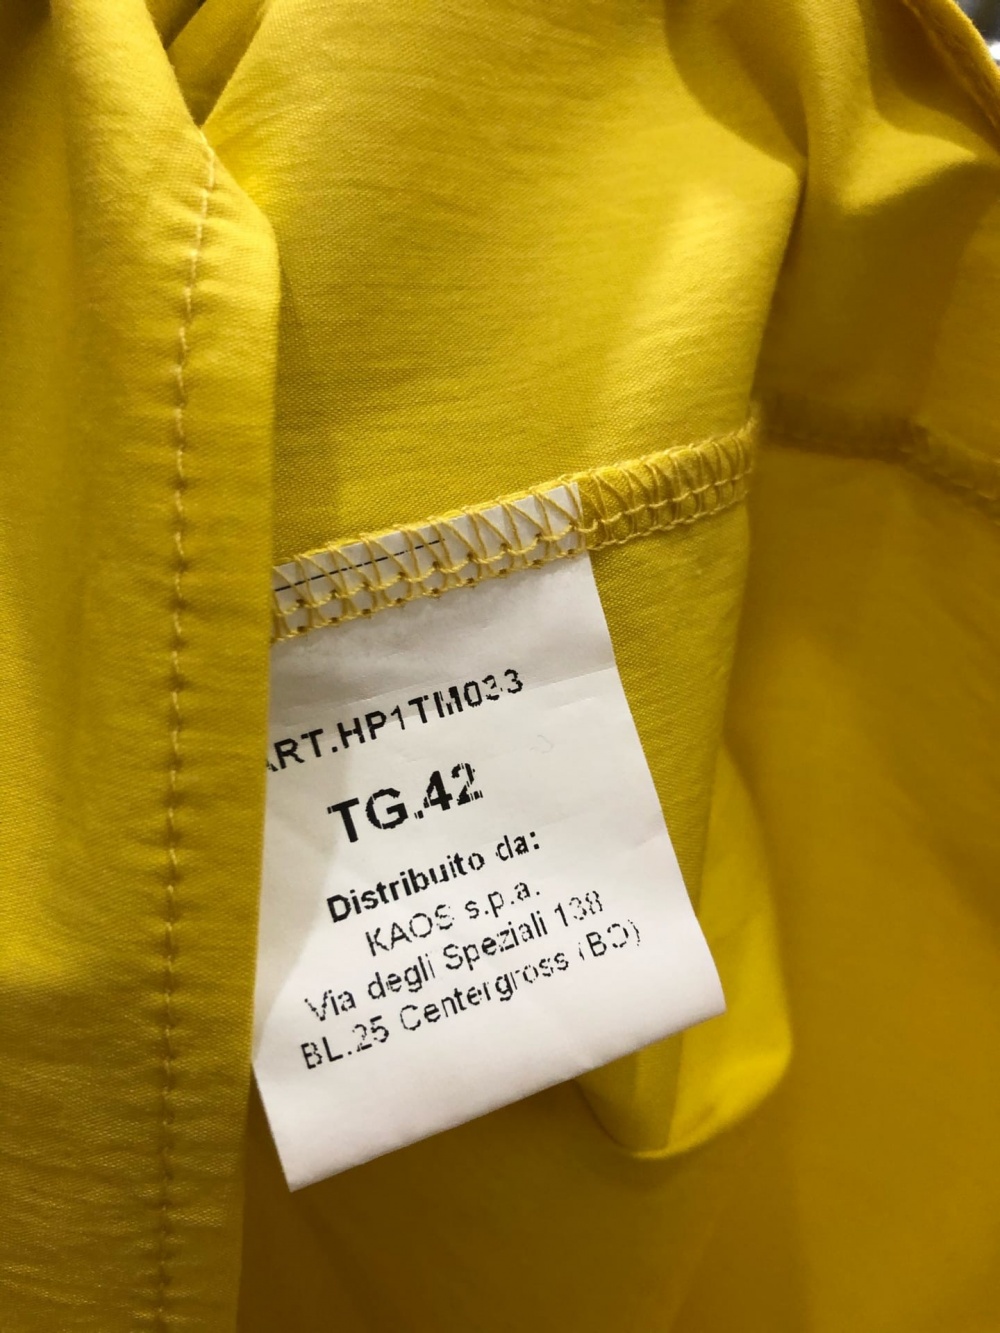 ART.HP1TM033
TG.42
Distribuito da:
KAOS s.p.a.
Via degli Speziali 138
BL.25 Centergross (BO)